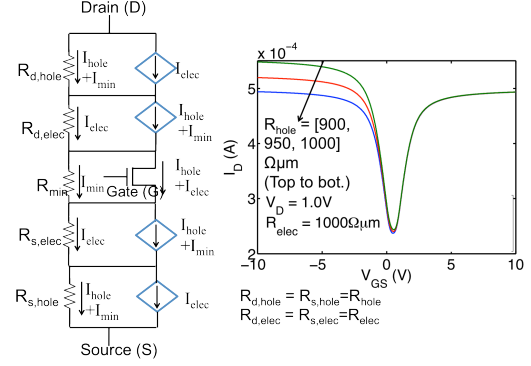 Drain (D)
R_d,hole
I_hole
+I_min
I_elec
R_d,elec
I_elec
I_hole
+I_min
R_min
I_min
Gate (G)
I_hole
+I_elec
R_s,elec
I_elec
I_hole
+I_min
R_s,hole
I_hole
+I_min
I_elec
Source (S)
x 10⁻⁴
I_D (A)
5
4
3
2
-10
-5
0
5
10
V_GS (V)
R_hole = [900,
950, 1000]
Ωμm
(Top to bot.)
V_D = 1.0V
R_elec = 1000Ωμm
R_d,hole = R_s,hole=R_hole
R_d,elec = R_s,elec=R_elec